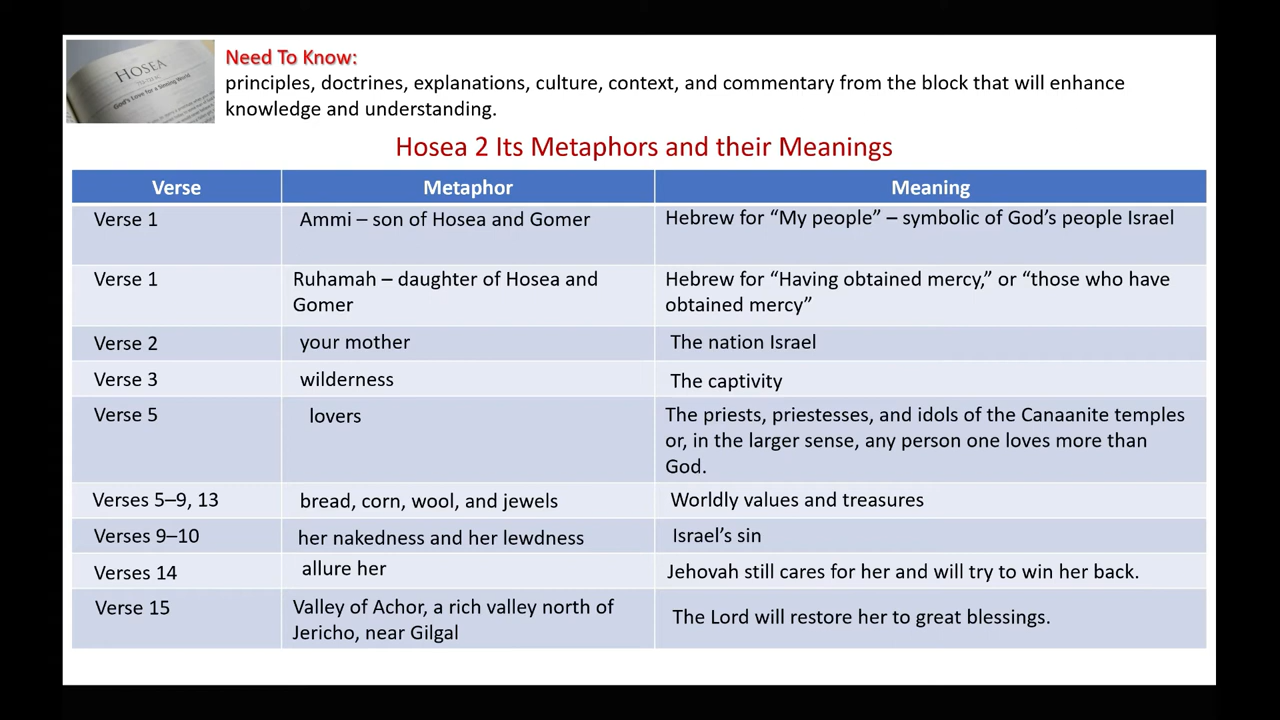 HOSEA
God's Love for a Sinning World
Need To Know:
principles, doctrines, explanations, culture, context, and commentary from the block that will enhance
knowledge and understanding.
Hosea 2 Its Metaphors and their Meanings
Verse Metaphor Meaning
Verse 1 Ammi – son of Hosea and Gomer Hebrew for “My people” – symbolic of God’s people Israel
Verse 1 Ruhamah – daughter of Hosea and Hebrew for “Having obtained mercy,” or “those who have
Gomer obtained mercy”
Verse 2 your mother The nation Israel
Verse 3 wilderness The captivity
Verse 5 lovers The priests, priestesses, and idols of the Canaanite temples
or, in the larger sense, any person one loves more than
God.
Verses 5–9, 13 bread, corn, wool, and jewels Worldly values and treasures
Verses 9–10 her nakedness and her lewdness Israel’s sin
Verses 14 allure her Jehovah still cares for her and will try to win her back.
Verse 15 Valley of Achor, a rich valley north of The Lord will restore her to great blessings.
Jericho, near Gilgal